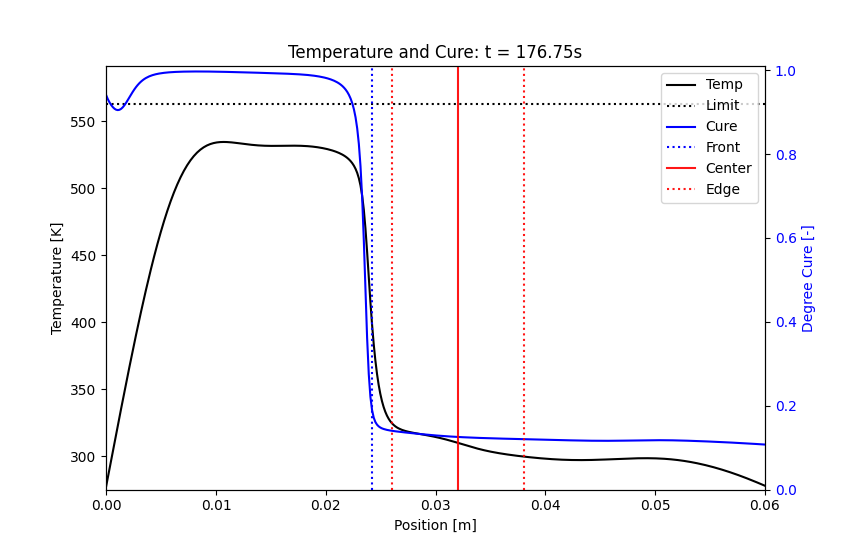 Temperature and Cure: t = 176.75s
Temp
Limit
Cure
Front
Center
Edge
Temperature [K]
550
500
450
400
350
300
1.0
0.8
0.6
0.4
0.2
0.0
Degree Cure [-]
0.00 0.01 0.02 0.03 0.04 0.05 0.06
Position [m]